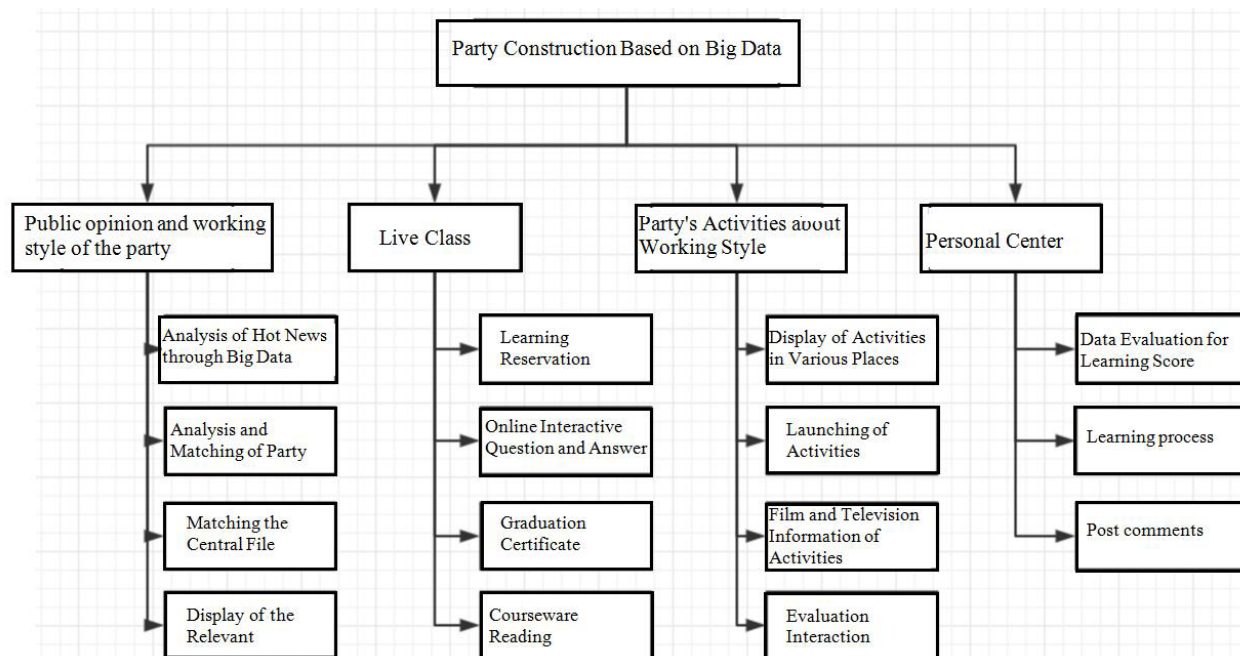 Party Construction Based on Big Data
Public opinion and working
style of the party
Live Class
Party's Activities about
Working Style
Personal Center
Analysis of Hot News
through Big Data
Analysis and
Matching of Party
Matching the
Central File
Display of the
Relevant
Learning
Reservation
Online Interactive
Question and Answer
Graduation
Certificate
Courseware
Reading
Display of Activities
in Various Places
Launching of
Activities
Film and Television
Information of
Activities
Evaluation
Interaction
Data Evaluation for
Learning Score
Learning process
Post comments